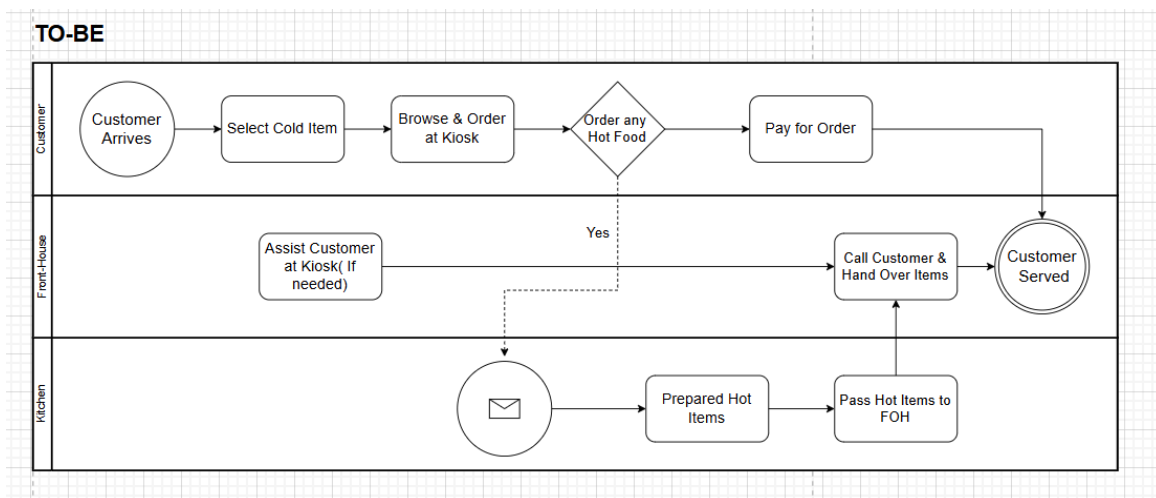 TO-BE
Customer
Customer
Arrives
Select Cold Item
Browse & Order
at Kiosk
Order any
Hot Food
Pay for Order
Front-House
Assist Customer
at Kiosk( If
needed)
Yes
Call Customer &
Hand Over Items
Customer
Served
Kitchen
Prepared Hot
Items
Pass Hot Items to
FOH